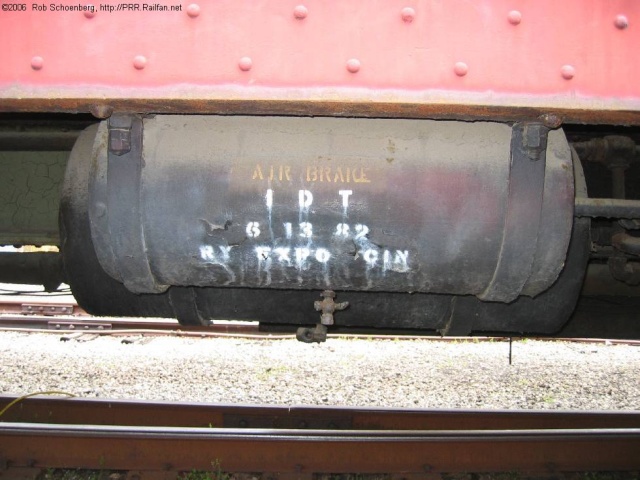 ©2006 Rob Schoenberg, http://PRR.Railfan.net
AIR BRAKE
I D T
6 13 82
RY EXPO CIN